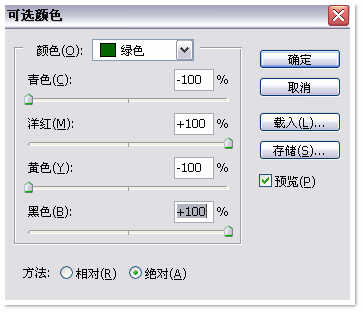 可选颜色
颜色(O): 绿色
青色(C): -100 %
洋红(M): +100 %
黄色(Y): -100 %
黑色(B): +100 %
方法: 相对(R) 绝对(A)
确定
取消
载入(L)...
存储(S)...
预览(P)